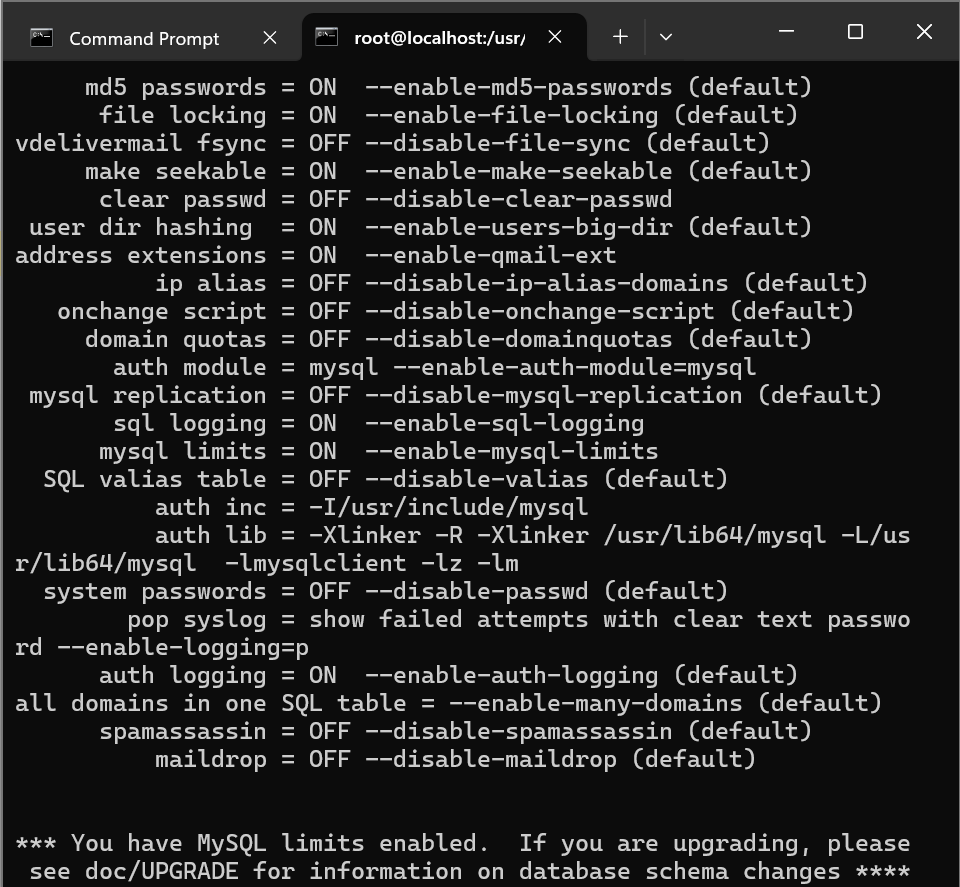 Command Prompt
root@localhost:/usr/
md5 passwords = ON  --enable-md5-passwords (default)
file locking = ON  --enable-file-locking (default)
vdelivermail fsync = OFF --disable-file-sync (default)
make seekable = ON  --enable-make-seekable (default)
clear passwd = OFF --disable-clear-passwd
user dir hashing  = ON  --enable-users-big-dir (default)
address extensions = ON  --enable-qmail-ext
ip alias = OFF --disable-ip-alias-domains (default)
onchange script = OFF --disable-onchange-script (default)
domain quotas = OFF --disable-domainquotas (default)
auth module = mysql --enable-auth-module=mysql
mysql replication = OFF --disable-mysql-replication (default)
sql logging = ON  --enable-sql-logging
mysql limits = ON  --enable-mysql-limits
SQL valias table = OFF --disable-valias (default)
auth inc = -I/usr/include/mysql
auth lib = -Xlinker -R -Xlinker /usr/lib64/mysql -L/us
r/lib64/mysql  -lmysqlclient -lz -lm
system passwords = OFF --disable-passwd (default)
pop syslog = show failed attempts with clear text passwo
rd --enable-logging=p
auth logging = ON  --enable-auth-logging (default)
all domains in one SQL table = --enable-many-domains (default)
spamassassin = OFF --disable-spamassassin (default)
maildrop = OFF --disable-maildrop (default)
*** You have MySQL limits enabled.  If you are upgrading, please
see doc/UPGRADE for information on database schema changes ****